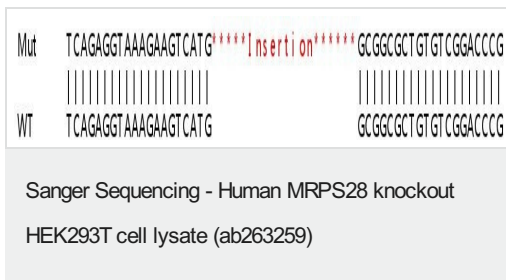 Mut TCAGAGGTAAAGAAGTCATG*****Insertion******GCGGCGCTGTGTCGGACCCG
||||||||||||||||||||
||||||||||||||||||||
WT TCAGAGGTAAAGAAGTCATG GCGGCGCTGTGTCGGACCCG
Sanger Sequencing - Human MRPS28 knockout
HEK293T cell lysate (ab263259)